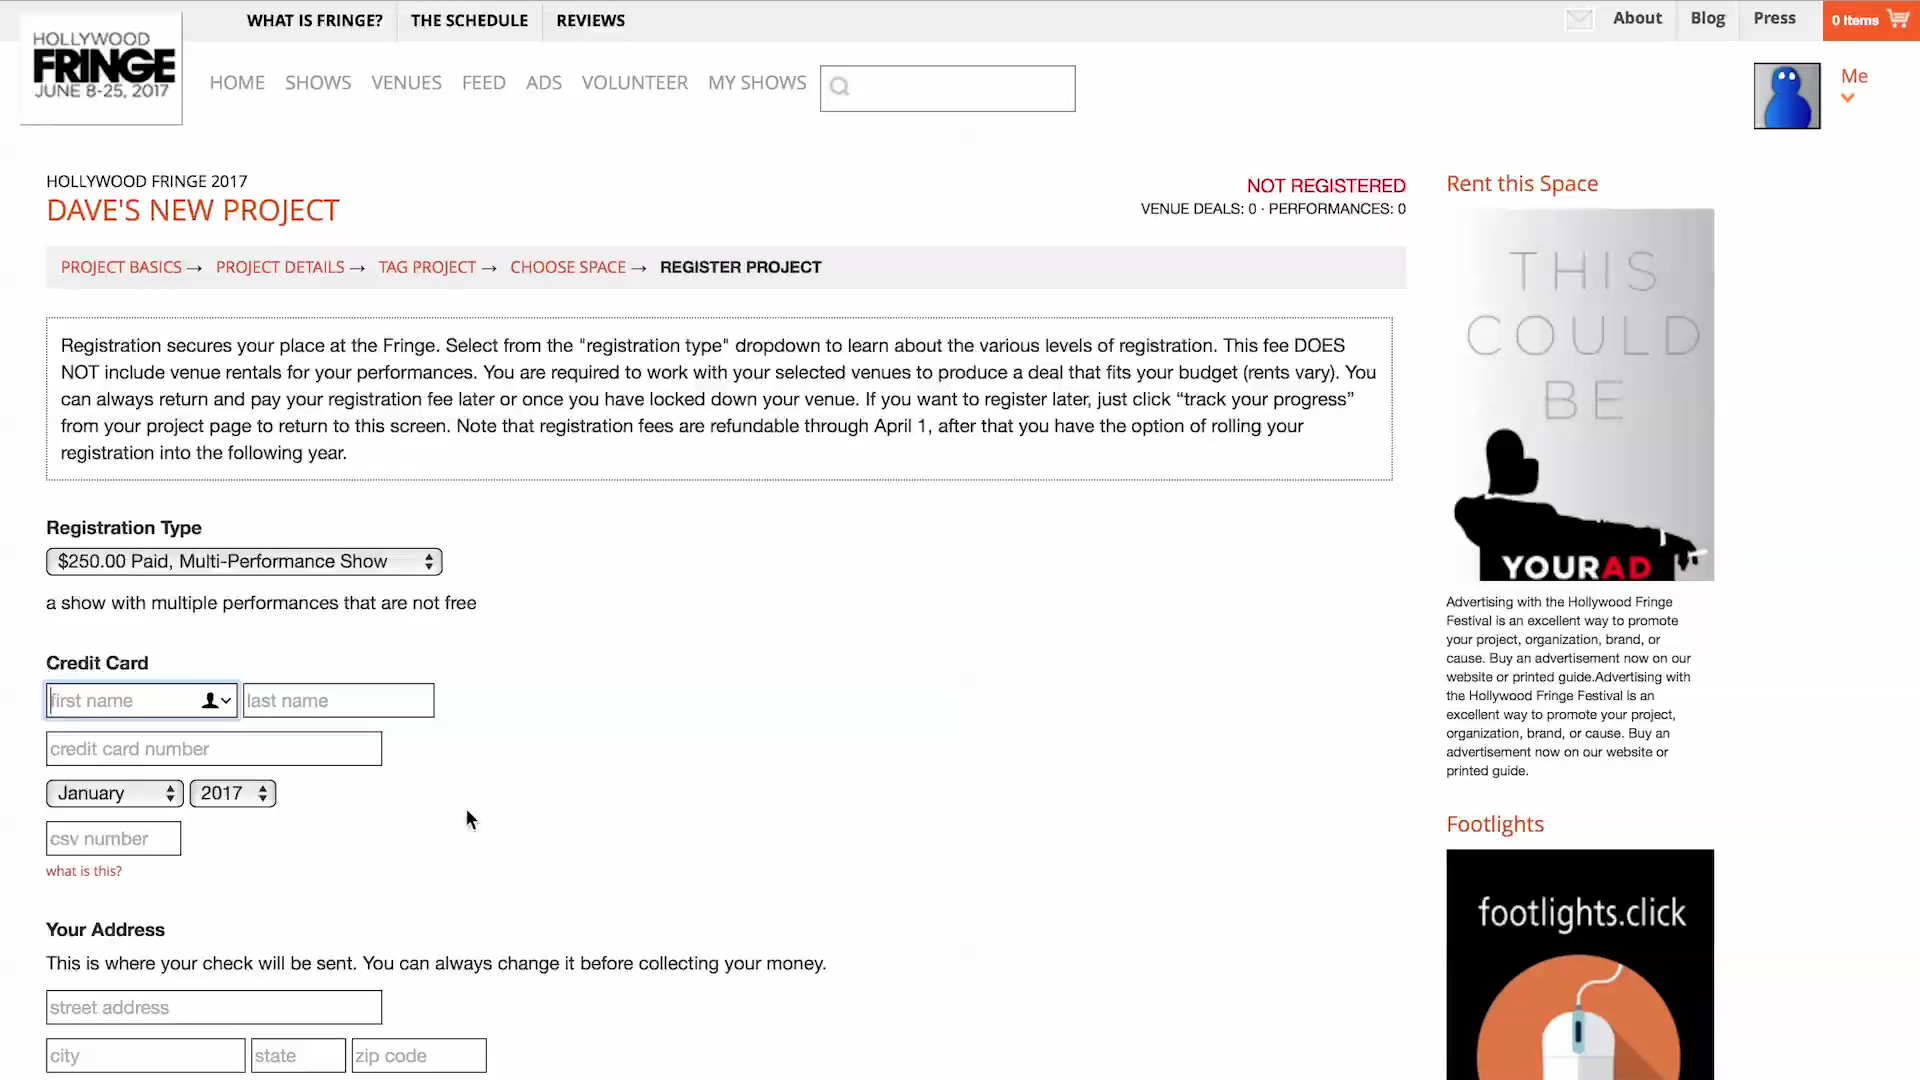 WHAT IS FRINGE? THE SCHEDULE REVIEWS
About Blog Press 0 Items
HOLLYWOOD
FRINGE
JUNE 8-25, 2017
HOME SHOWS VENUES FEED ADS VOLUNTEER MY SHOWS
Me
HOLLYWOOD FRINGE 2017
DAVE'S NEW PROJECT
NOT REGISTERED
VENUE DEALS: 0 · PERFORMANCES: 0
PROJECT BASICS → PROJECT DETAILS → TAG PROJECT → CHOOSE SPACE → REGISTER PROJECT
Registration secures your place at the Fringe. Select from the "registration type" dropdown to learn about the various levels of registration. This fee DOES
NOT include venue rentals for your performances. You are required to work with your selected venues to produce a deal that fits your budget (rents vary). You
can always return and pay your registration fee later or once you have locked down your venue. If you want to register later, just click “track your progress”
from your project page to return to this screen. Note that registration fees are refundable through April 1, after that you have the option of rolling your
registration into the following year.
Registration Type
$250.00 Paid, Multi-Performance Show
a show with multiple performances that are not free
Credit Card
first name last name
credit card number
January 2017
csv number
what is this?
Your Address
This is where your check will be sent. You can always change it before collecting your money.
street address
city state zip code
Rent this Space
THIS
COULD
BE
YOURAD
Advertising with the Hollywood Fringe
Festival is an excellent way to promote
your project, organization, brand, or
cause. Buy an advertisement now on our
website or printed guide.Advertising with
the Hollywood Fringe Festival is an
excellent way to promote your project,
organization, brand, or cause. Buy an
advertisement now on our website or
printed guide.
Footlights
footlights.click